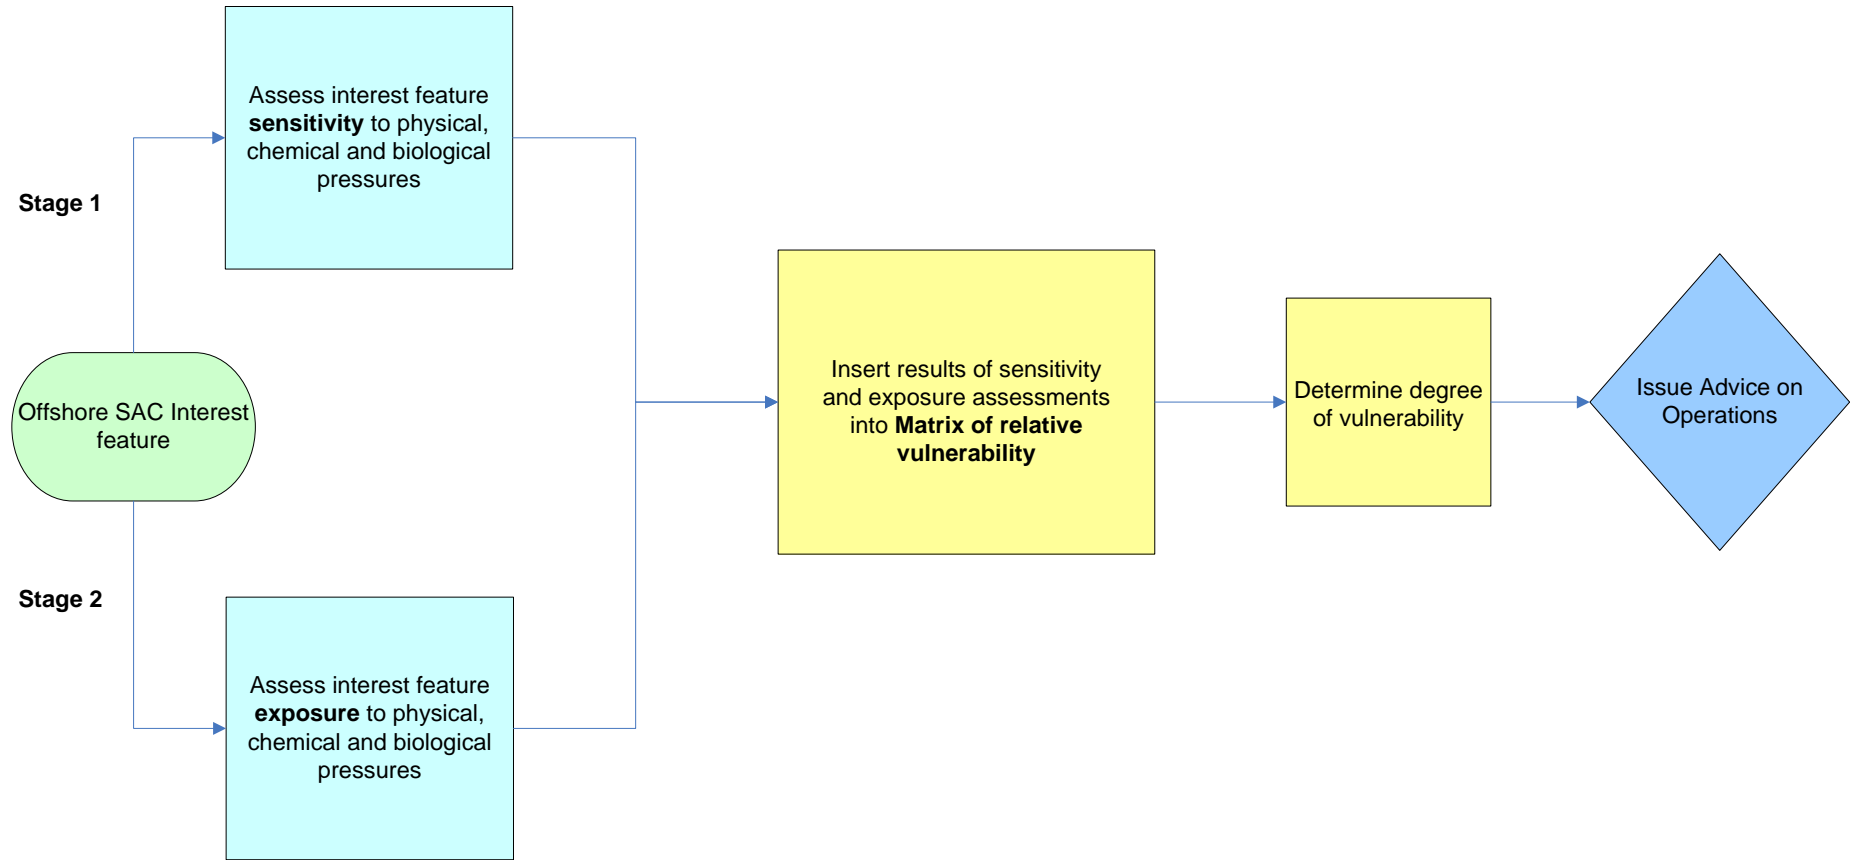 Assess interest feature
sensitivity to physical,
chemical and biological
pressures
Stage 1
Offshore SAC Interest
feature
Stage 2
Assess interest feature
exposure to physical,
chemical and biological
pressures
Insert results of sensitivity
and exposure assessments
into Matrix of relative
vulnerability
Determine degree
of vulnerability
Issue Advice on
Operations